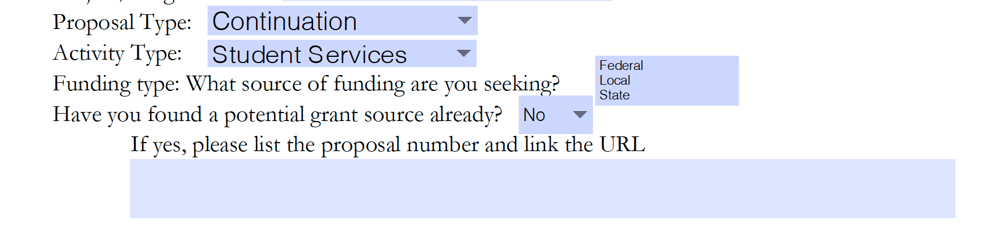 Proposal Type: Continuation
Activity Type: Student Services
Funding type: What source of funding are you seeking?
Federal
Local
State
Have you found a potential grant source already? No
If yes, please list the proposal number and link the URL